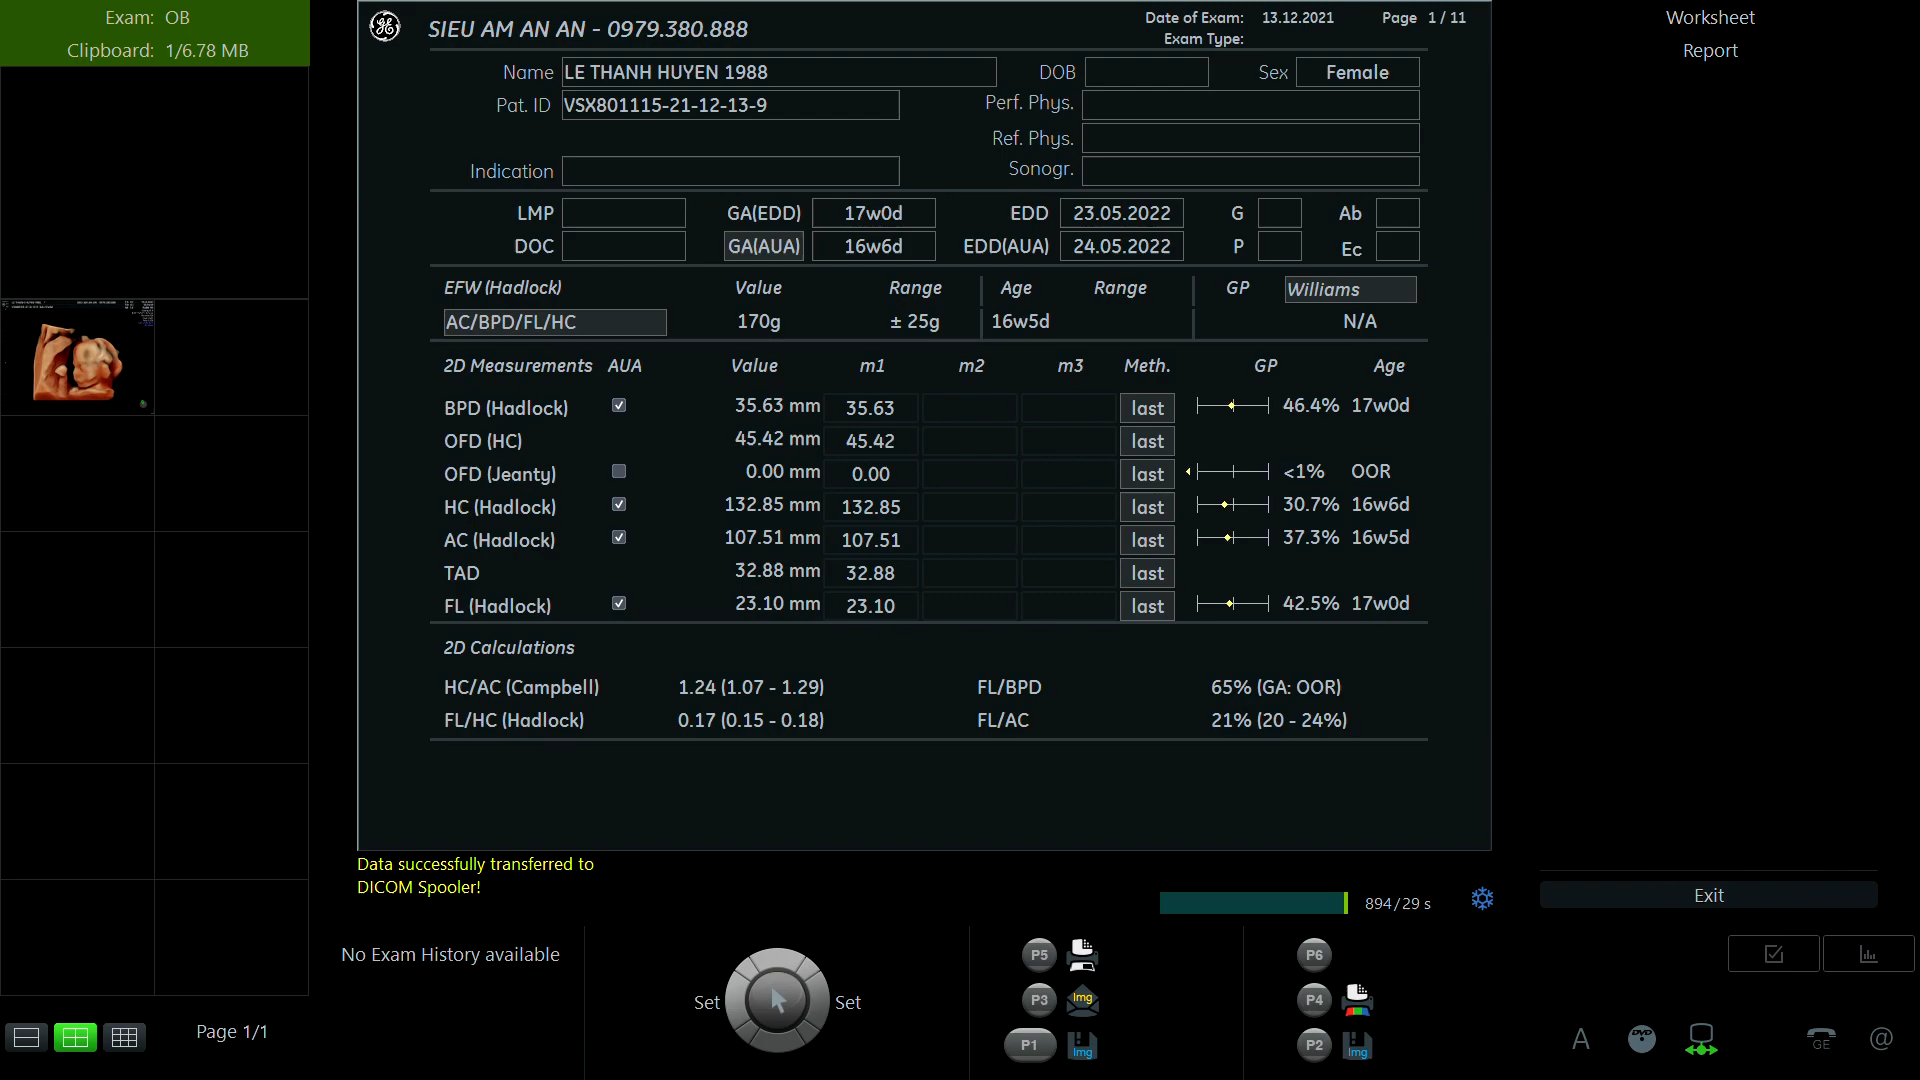 Exam: OB
Clipboard: 1/6.78 MB
SIEU AM AN AN - 0979.380.888
Date of Exam: 13.12.2021 Page 1 / 11
Exam Type:
Name LE THANH HUYEN 1988 DOB Sex Female
Pat. ID VSX801115-21-12-13-9 Perf. Phys.
Ref. Phys.
Indication Sonogr.
LMP GA(EDD) 17w0d EDD 23.05.2022 G Ab
DOC GA(AUA) 16w6d EDD(AUA) 24.05.2022 P Ec
EFW (Hadlock) Value Range Age Range GP Williams
AC/BPD/FL/HC 170g ± 25g 16w5d N/A
2D Measurements AUA Value m1 m2 m3 Meth. GP Age
BPD (Hadlock) 35.63 mm 35.63 last 46.4% 17w0d
OFD (HC) 45.42 mm 45.42 last
OFD (Jeanty) 0.00 mm 0.00 last <1% OOR
HC (Hadlock) 132.85 mm 132.85 last 30.7% 16w6d
AC (Hadlock) 107.51 mm 107.51 last 37.3% 16w5d
TAD 32.88 mm 32.88 last
FL (Hadlock) 23.10 mm 23.10 last 42.5% 17w0d
2D Calculations
HC/AC (Campbell) 1.24 (1.07 - 1.29) FL/BPD 65% (GA: OOR)
FL/HC (Hadlock) 0.17 (0.15 - 0.18) FL/AC 21% (20 - 24%)
Worksheet
Report
Data successfully transferred to
DICOM Spooler!
894/29 s
Exit
No Exam History available
Set Set
P5 P6
P3 Img P4
P1 Img P2 Img
Page 1/1
A DVD GE @